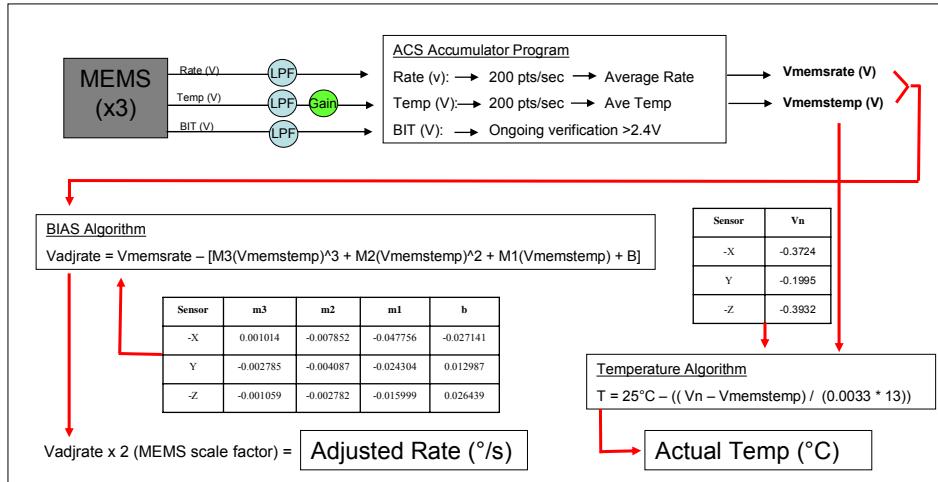 ACS Accumulator Program
MEMS (x3)
Rate (V)
LPF
Rate (v): 200 pts/sec Average Rate
Vmemsrate (V)
Temp (V)
LPF
Gain
Temp (V): 200 pts/sec Ave Temp
Vmemstemp (V)
BIT (V)
LPF
BIT (V): Ongoing verification >2.4V
BIAS Algorithm
Vadjrate = Vmemsrate – [M3(Vmemstemp)^3 + M2(Vmemstemp)^2 + M1(Vmemstemp) + B]
Sensor Vn
-X -0.3724
Y -0.1995
-Z -0.3932
Sensor m3 m2 m1 b
-X 0.001014 -0.007852 -0.047756 -0.027141
Y -0.002785 -0.004087 -0.024304 0.012987
-Z -0.001059 -0.002782 -0.015999 0.026439
Temperature Algorithm
T = 25°C – (( Vn – Vmemstemp) / (0.0033 * 13))
Vadjrate x 2 (MEMS scale factor) = Adjusted Rate (°/s)
Actual Temp (°C)